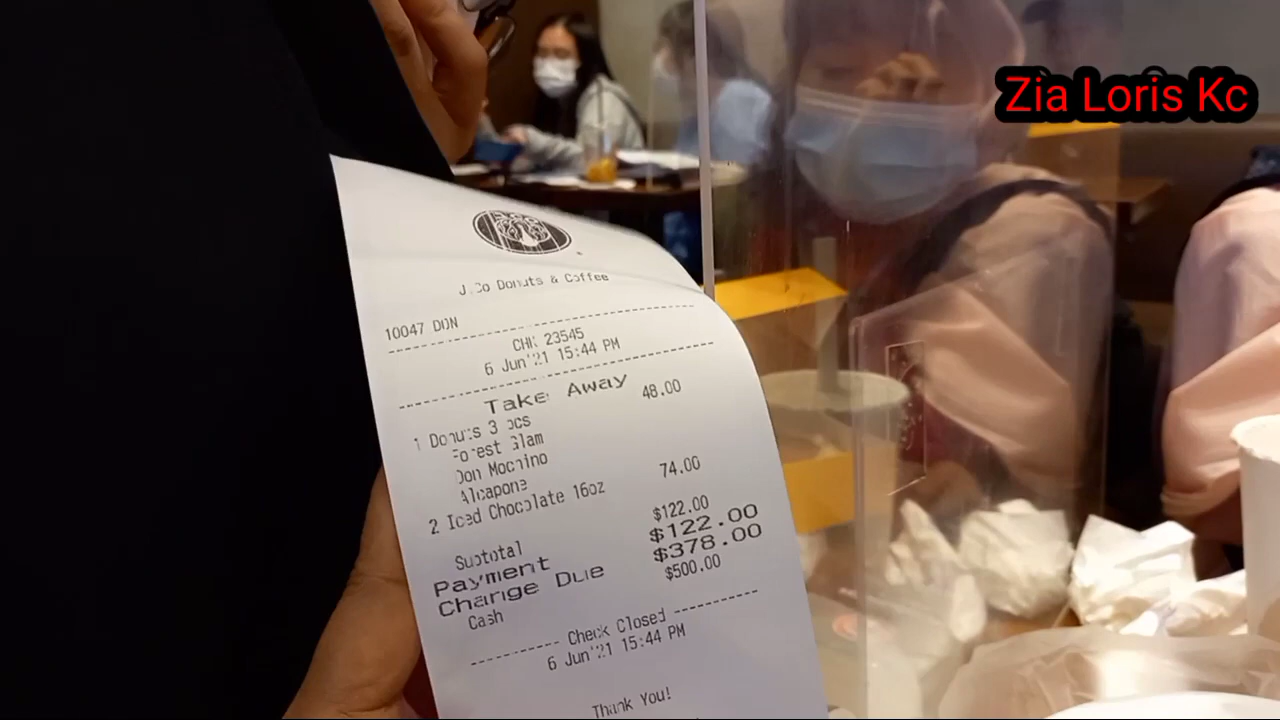 Zia Loris Kc
J.Co Donuts & Coffee
10047 DON
CHK 23545
6 Jun'21 15:44 PM
Take Away
1 Donuts 3 pcs 48.00
Forest Glam
Don Mochino
Alcapone
2 Iced Chocolate 16oz 74.00
Subtotal $122.00
Payment $122.00
Change Due $378.00
Cash $500.00
Check Closed
6 Jun'21 15:44 PM
Thank You!